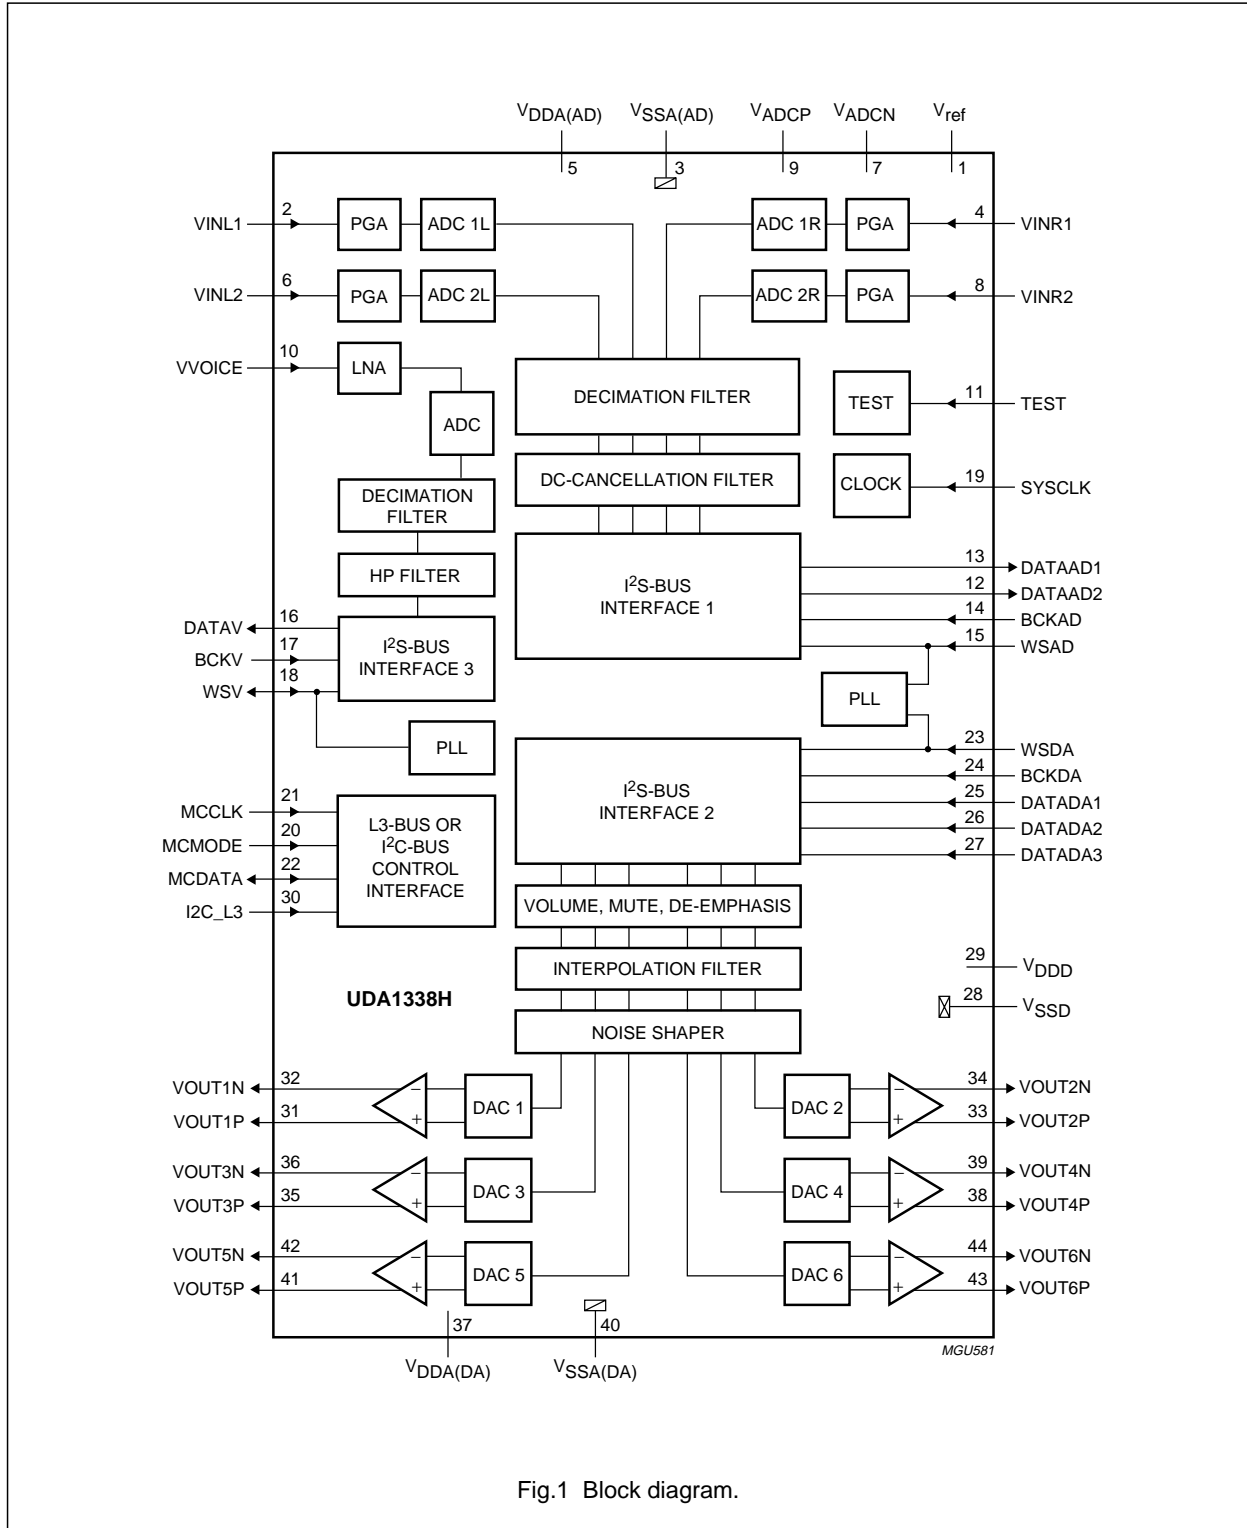 VDDA(AD) VSSA(AD) VADCP VADCN Vref
5 3 9 7 1
VINL1 2 PGA ADC 1L ADC 1R PGA 4 VINR1
VINL2 6 PGA ADC 2L ADC 2R PGA 8 VINR2
VVOICE 10 LNA
DECIMATION FILTER
TEST 11 TEST
ADC
DC-CANCELLATION FILTER
CLOCK 19 SYSCLK
DECIMATION
FILTER
HP FILTER
I2S-BUS
INTERFACE 1
13 DATAAD1
12 DATAAD2
14 BCKAD
15 WSAD
DATAV 16
BCKV 17
WSV 18
I2S-BUS
INTERFACE 3
PLL
PLL
I2S-BUS
INTERFACE 2
23 WSDA
24 BCKDA
25 DATADA1
26 DATADA2
27 DATADA3
MCCLK 21
MCMODE 20
MCDATA 22
I2C_L3 30
L3-BUS OR
I2C-BUS
CONTROL
INTERFACE
VOLUME, MUTE, DE-EMPHASIS
INTERPOLATION FILTER
29 VDDD
UDA1338H
28 VSSD
NOISE SHAPER
VOUT1N 32 − 34 VOUT2N
DAC 1 DAC 2
VOUT1P 31 + + 33 VOUT2P
VOUT3N 36 − 39 VOUT4N
DAC 3 DAC 4
VOUT3P 35 + + 38 VOUT4P
VOUT5N 42 − 44 VOUT6N
DAC 5 DAC 6
VOUT5P 41 + + 43 VOUT6P
37 40
MGU581
VDDA(DA) VSSA(DA)
Fig.1 Block diagram.